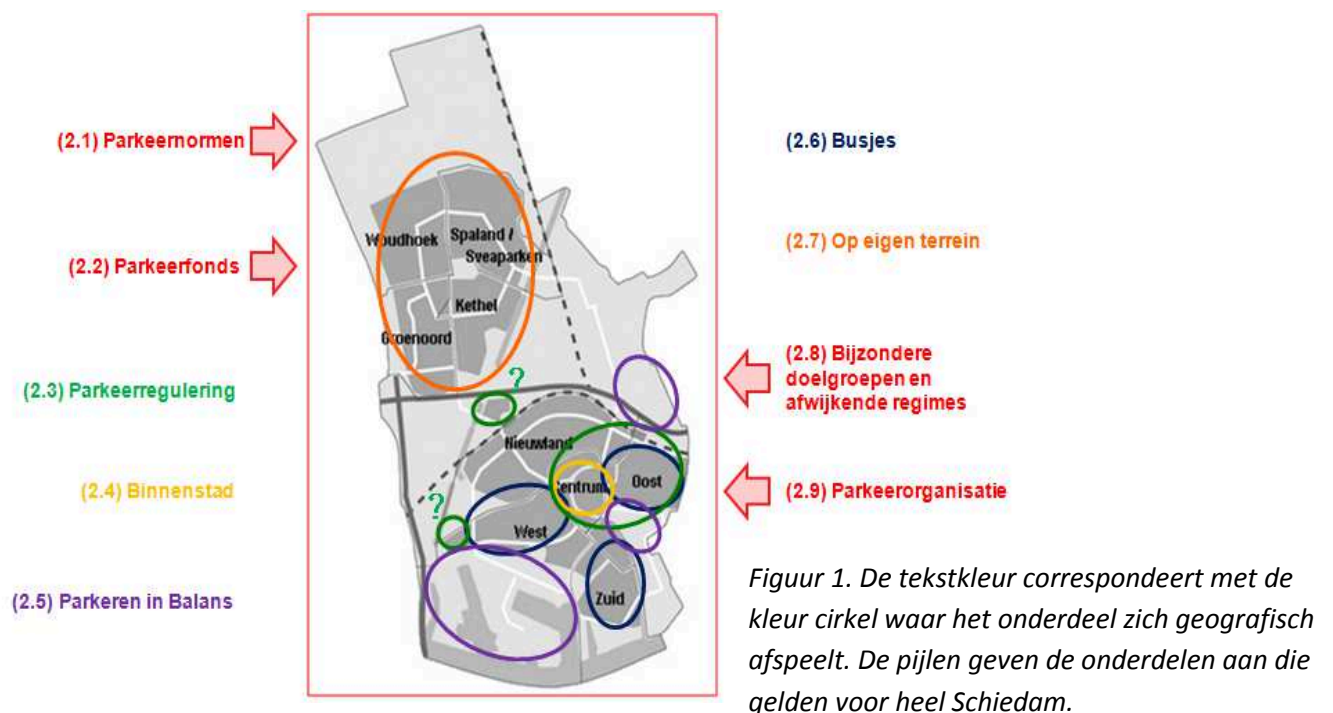 (2.1) Parkeernormen
(2.2) Parkeerfonds
(2.3) Parkeerregulering
(2.4) Binnenstad
(2.5) Parkeren in Balans
Woudhoek
Spaland /
Sveaparken
Kethel
Groenoord
?
Nieuwland
Centrum
Oost
?
West
Zuid
(2.6) Busjes
(2.7) Op eigen terrein
(2.8) Bijzondere
doelgroepen en
afwijkende regimes
(2.9) Parkeerorganisatie
Figuur 1. De tekstkleur correspondeert met de
kleur cirkel waar het onderdeel zich geografisch
afspeelt. De pijlen geven de onderdelen aan die
gelden voor heel Schiedam.